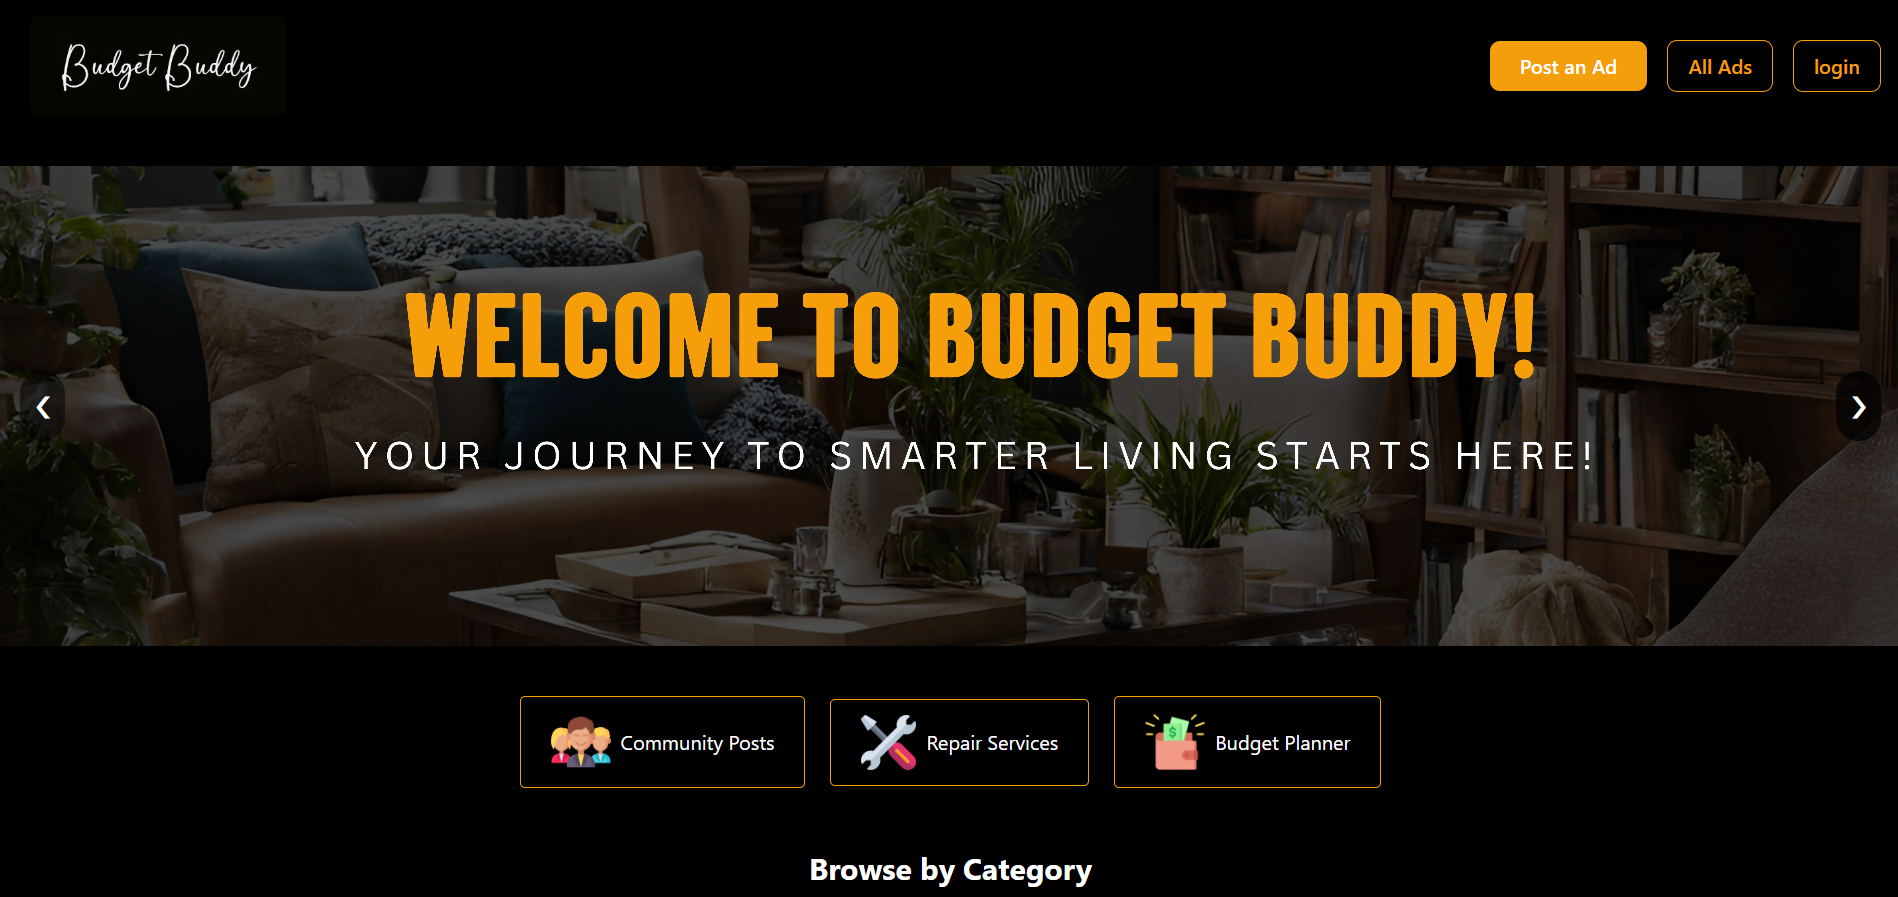 Budget Buddy
Post an Ad
All Ads
login
WELCOME TO BUDGET BUDDY!
YOUR JOURNEY TO SMARTER LIVING STARTS HERE!
Community Posts
Repair Services
Budget Planner
Browse by Category